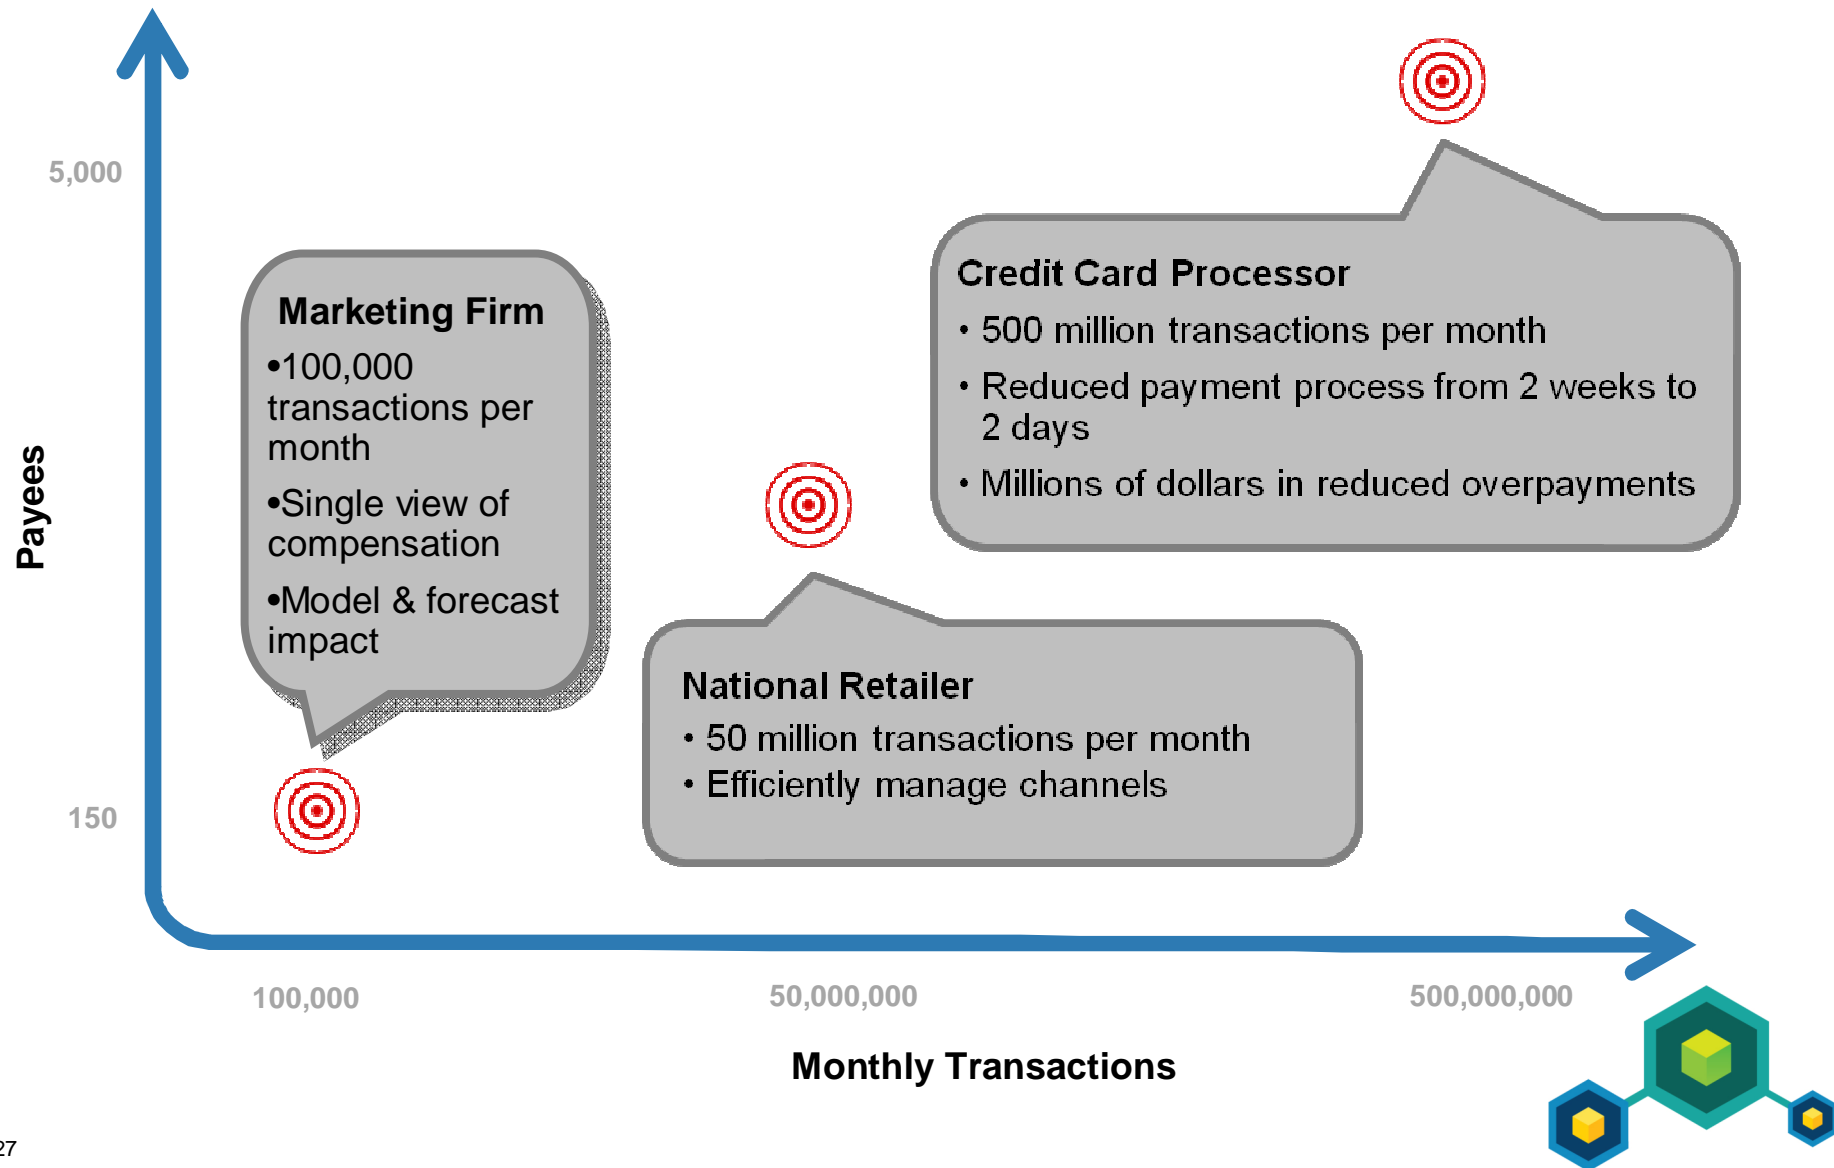 5,000
Marketing Firm
•100,000
transactions per
month
•Single view of
compensation
•Model & forecast
impact
Credit Card Processor
• 500 million transactions per month
• Reduced payment process from 2 weeks to
2 days
• Millions of dollars in reduced overpayments
Payees
National Retailer
• 50 million transactions per month
• Efficiently manage channels
150
100,000
50,000,000
500,000,000
Monthly Transactions
27